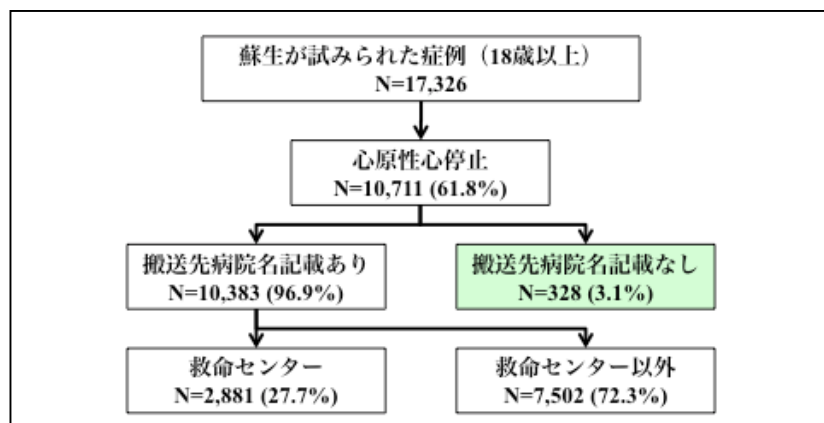 蘇生が試みられた症例（18歳以上）
N=17,326
心原性心停止
N=10,711 (61.8%)
搬送先病院名記載あり
N=10,383 (96.9%)
搬送先病院名記載なし
N=328 (3.1%)
救命センター
N=2,881 (27.7%)
救命センター以外
N=7,502 (72.3%)